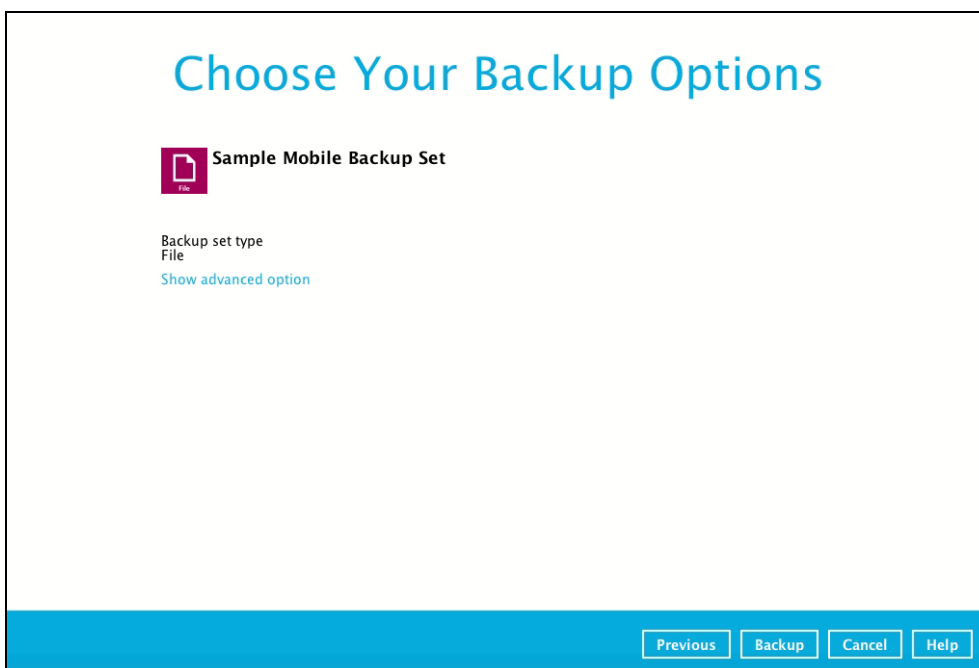 Choose Your Backup Options
Sample Mobile Backup Set
File
Backup set type
File
Show advanced option
Previous
Backup
Cancel
Help